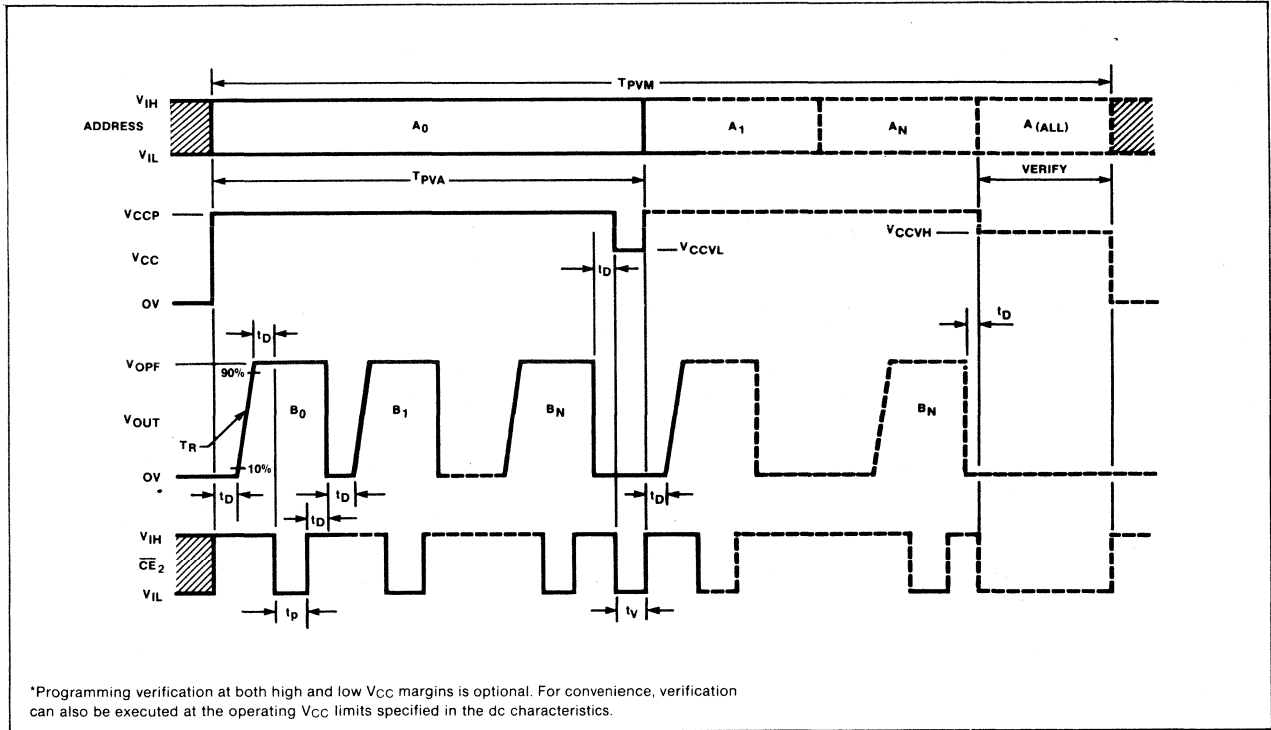 TPVM
VIH
ADDRESS
A0
A1
AN
A(ALL)
VIL
TPVA
VERIFY
VCCP
VCCVH
VCC
VCCVL
tD
OV
tD
tD
VOPF
90%
B0
B1
BN
BN
VOUT
TR
10%
OV
tD
tD
tD
tD
VIH
CE2
VIL
tp
tV
*Programming verification at both high and low VCC margins is optional. For convenience, verification
can also be executed at the operating VCC limits specified in the dc characteristics.